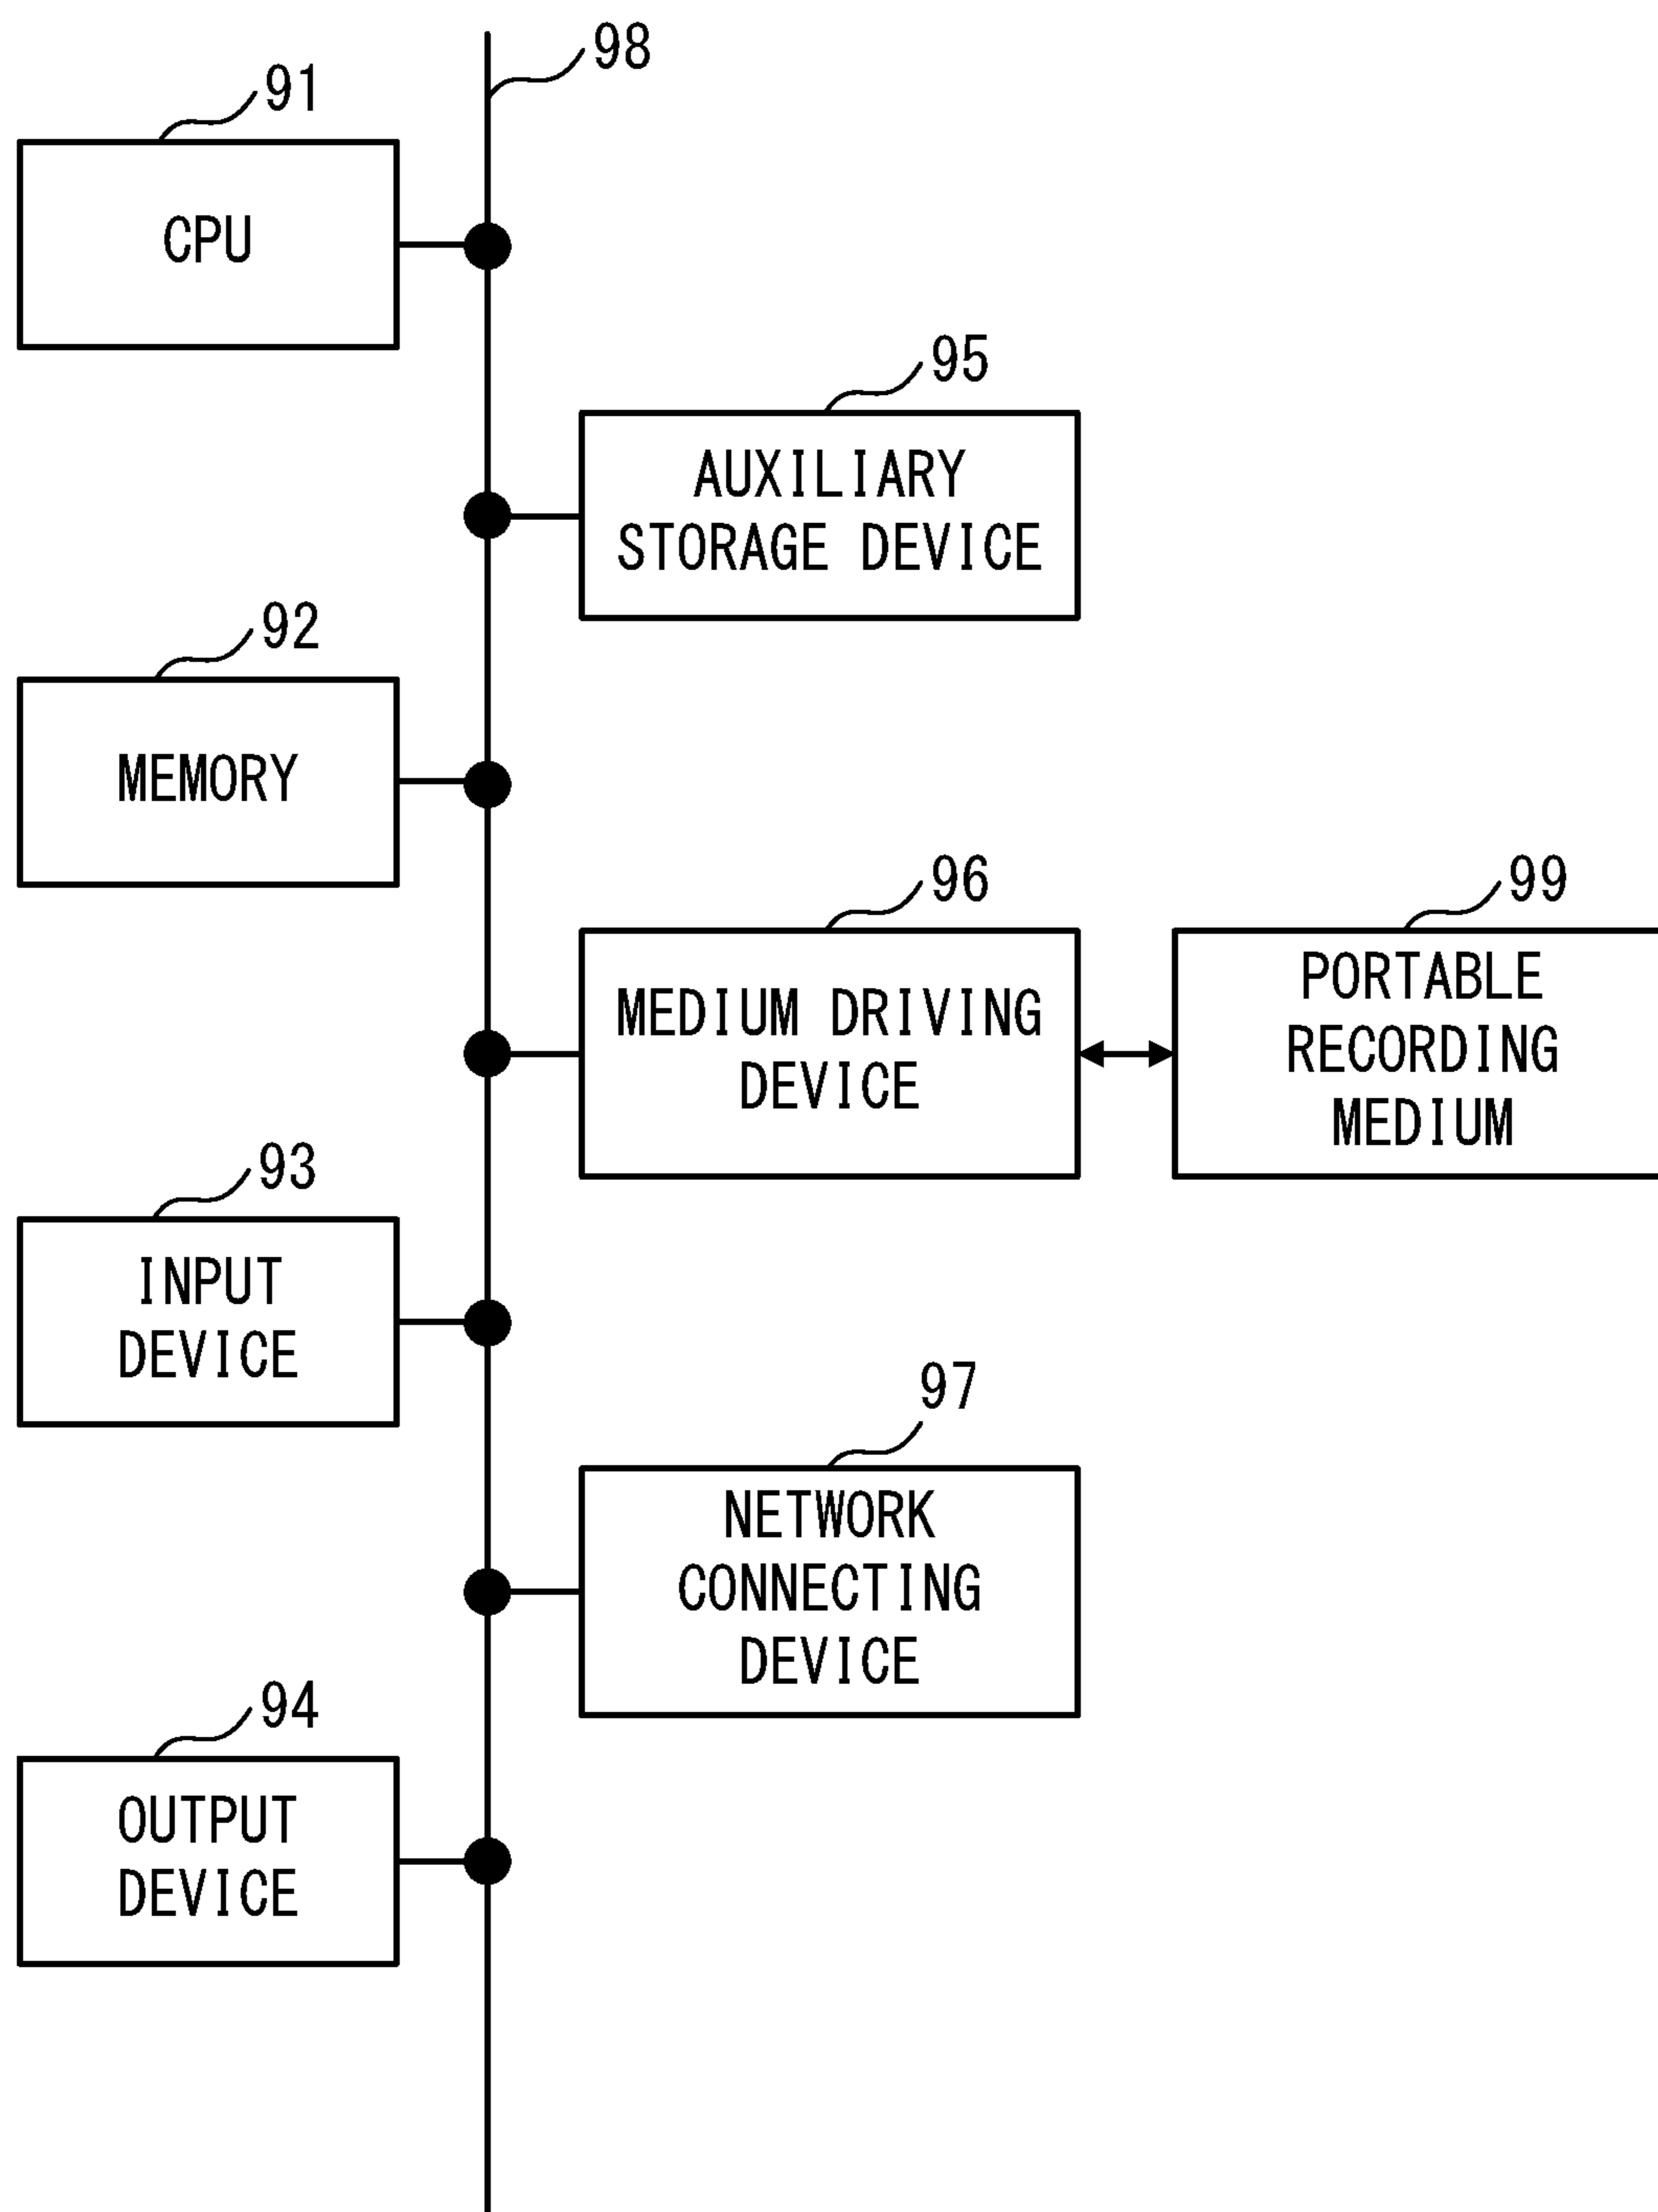 98
91
CPU
95
AUXILIARY
STORAGE DEVICE
92
MEMORY
96
MEDIUM DRIVING
DEVICE
99
PORTABLE
RECORDING
MEDIUM
93
INPUT
DEVICE
97
NETWORK
CONNECTING
DEVICE
94
OUTPUT
DEVICE